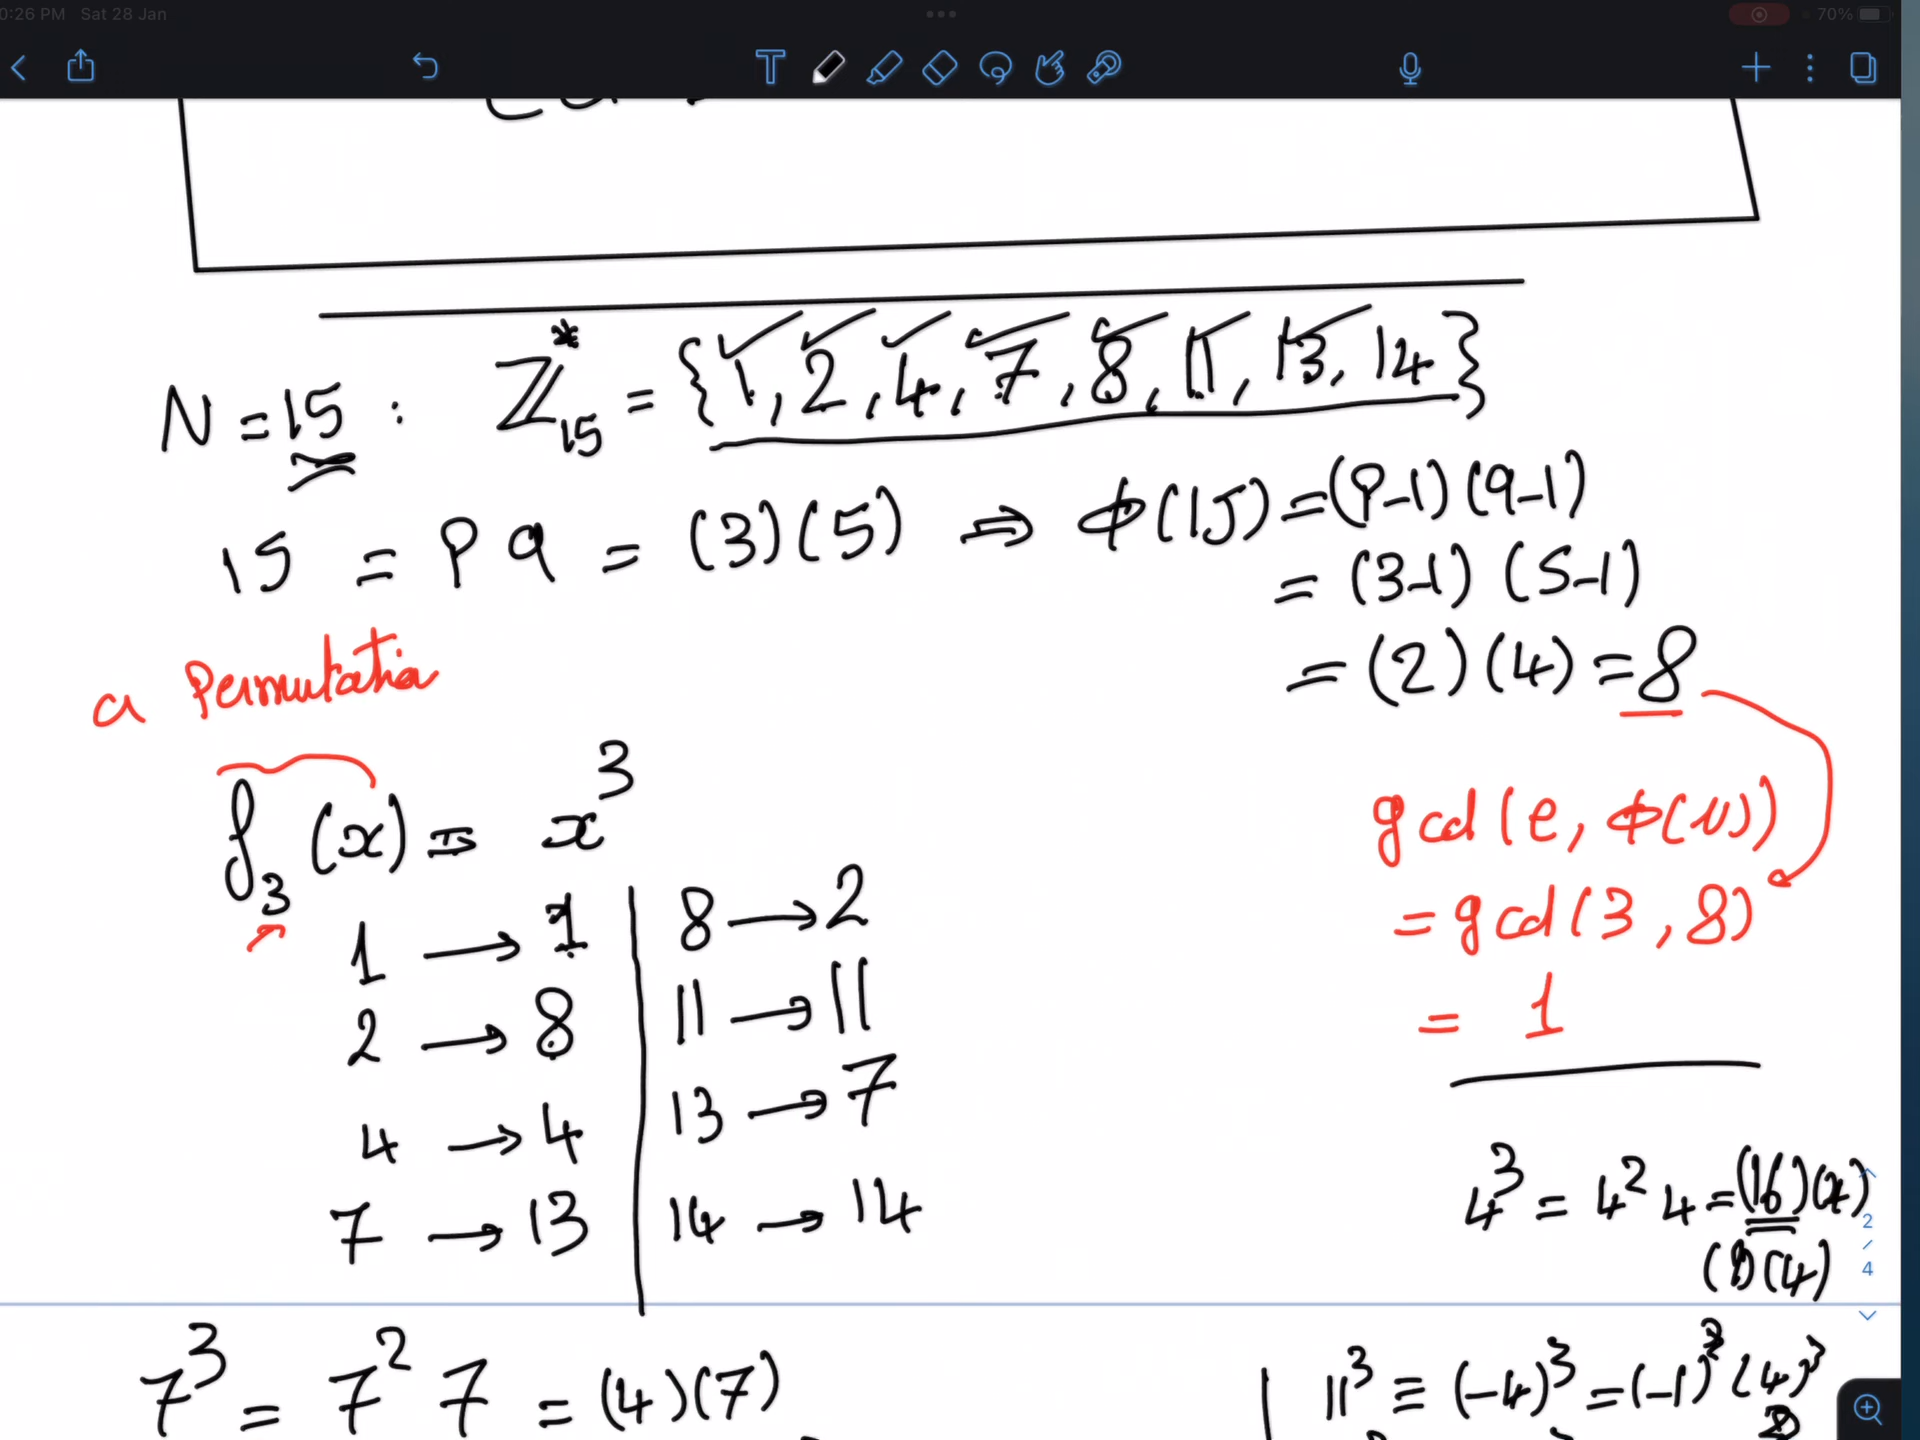 0:26 PM Sat 28 Jan
70%
N = 15 : ℤ*₁₅ = {1, 2, 4, 7, 8, 11, 13, 14}
15 = P q = (3)(5) ⇒ ϕ(15) = (P-1)(q-1)
= (3-1)(5-1)
= (2)(4) = 8
a Permutatia
f₃(x) = x³
gcd(e, ϕ(N))
= gcd(3, 8)
= 1
1 → 1
2 → 8
4 → 4
7 → 13
8 → 2
11 → 11
13 → 7
14 → 14
4³ = 4² 4 = (16)(4)
(1)(4)
2
/
4
7³ = 7² 7 = (4)(7)
11³ ≡ (-4)³ = (-1)³(4)³